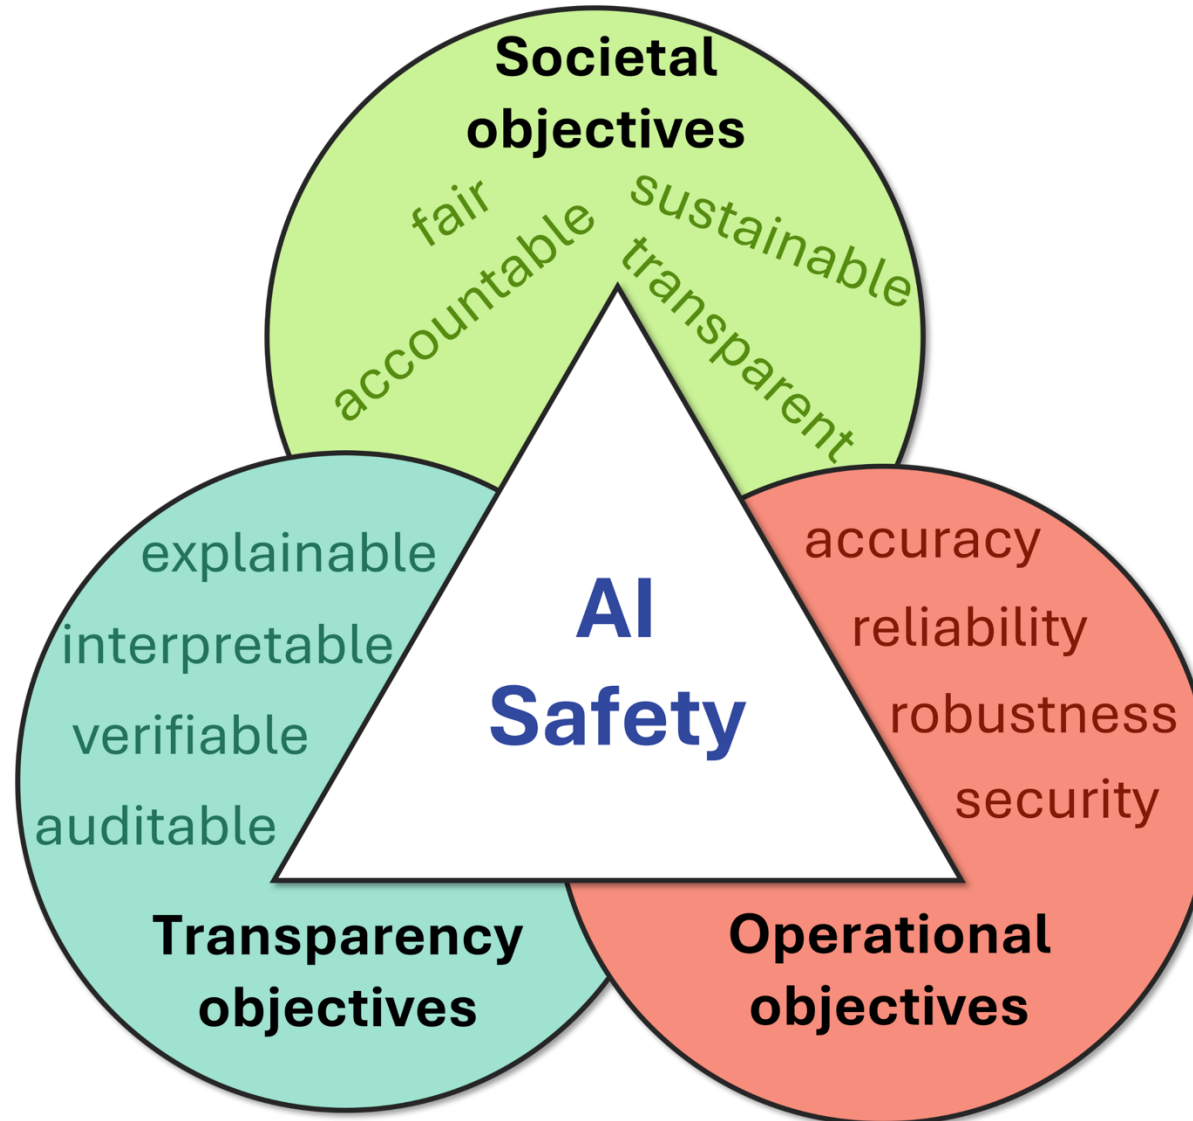 Societal
objectives
fair
accountable
sustainable
transparent
explainable
interpretable
verifiable
auditable
Transparency
objectives
AI
Safety
accuracy
reliability
robustness
security
Operational
objectives